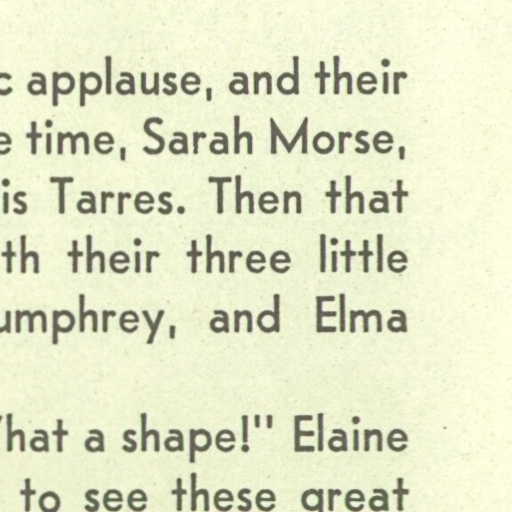 c applause, and their
e time, Sarah Morse,
is Tarres. Then that
th their three little
umphrey, and Elma
hat a shape!" Elaine
to see these great